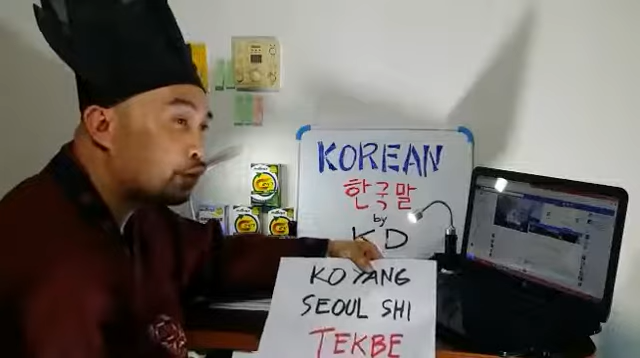 KOREAN
한국말
by
KD
KOYANG
SEOUL SHI
TEKBE